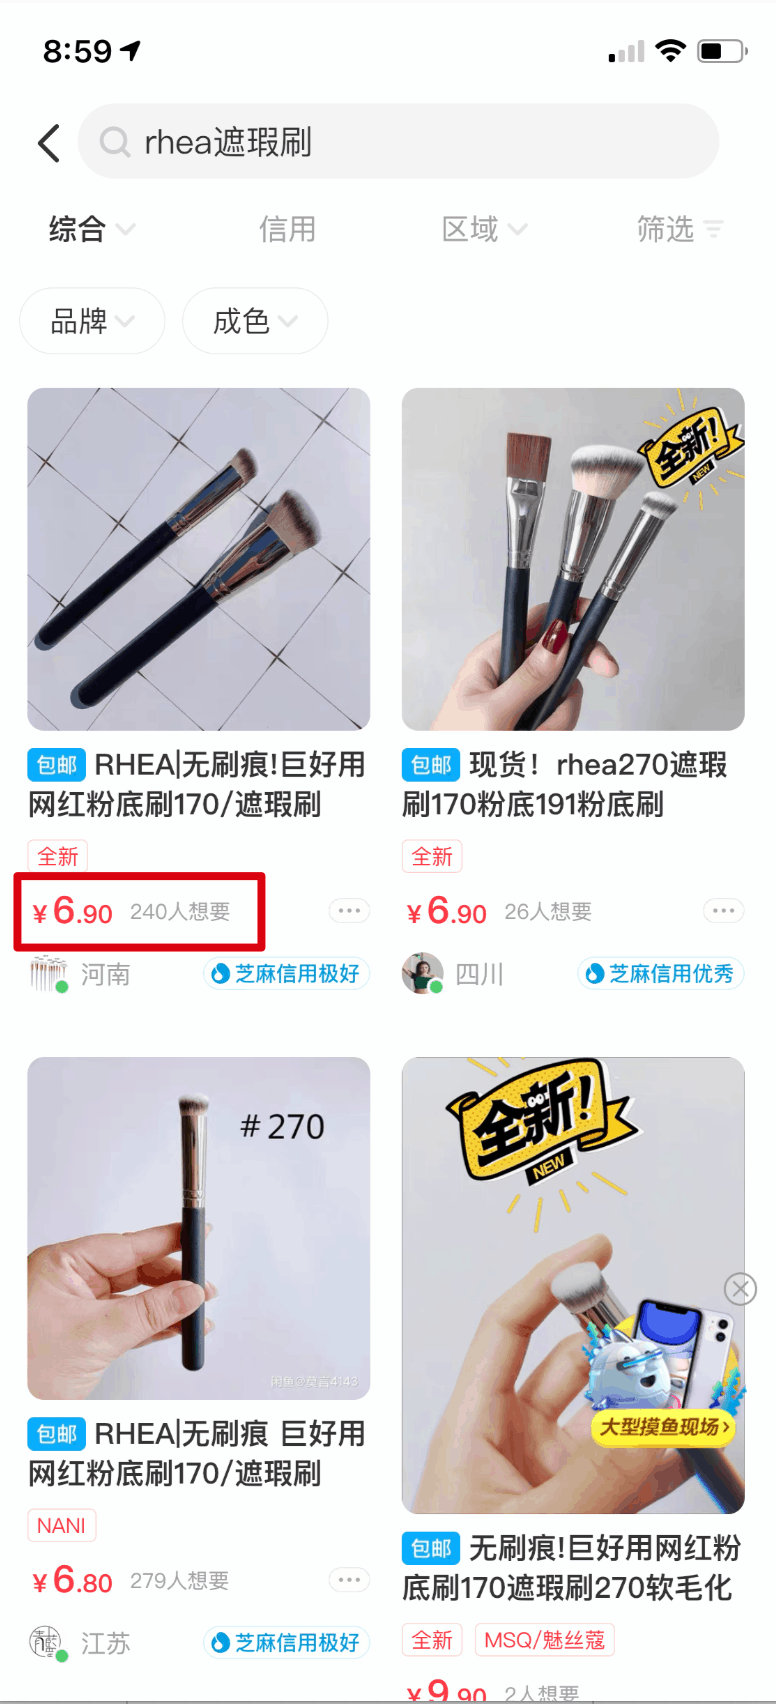 8:59
rhea遮瑕刷
综合
信用
区域
筛选
品牌
成色
全新!
NEW
包邮 RHEA|无刷痕!巨好用
网红粉底刷170/遮瑕刷
全新
¥6.90 240人想要
河南 芝麻信用极好
包邮 现货！rhea270遮瑕
刷170粉底191粉底刷
全新
¥6.90 26人想要
四川 芝麻信用优秀
#270
闲鱼@莫言4143
包邮 RHEA|无刷痕 巨好用
网红粉底刷170/遮瑕刷
NANI
¥6.80 279人想要
江苏 芝麻信用极好
全新!
NEW
大型摸鱼现场>
包邮 无刷痕!巨好用网红粉
底刷170遮瑕刷270软毛化
全新 MSQ/魅丝蔻
¥9.90 2人想要